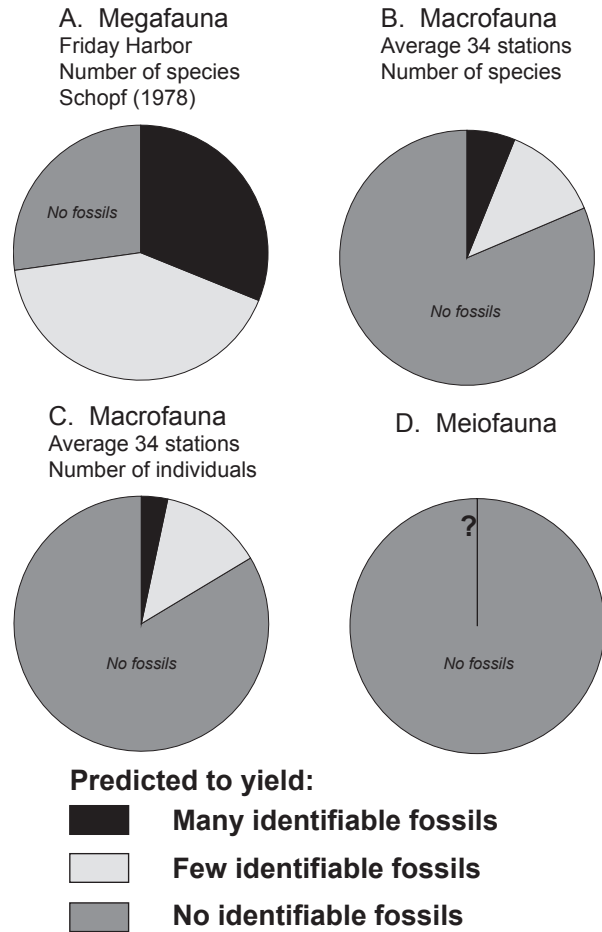 A. Megafauna
Friday Harbor
Number of species
Schopf (1978)
No fossils
B. Macrofauna
Average 34 stations
Number of species
No fossils
C. Macrofauna
Average 34 stations
Number of individuals
No fossils
D. Meiofauna
?
No fossils
Predicted to yield:
Many identifiable fossils
Few identifiable fossils
No identifiable fossils